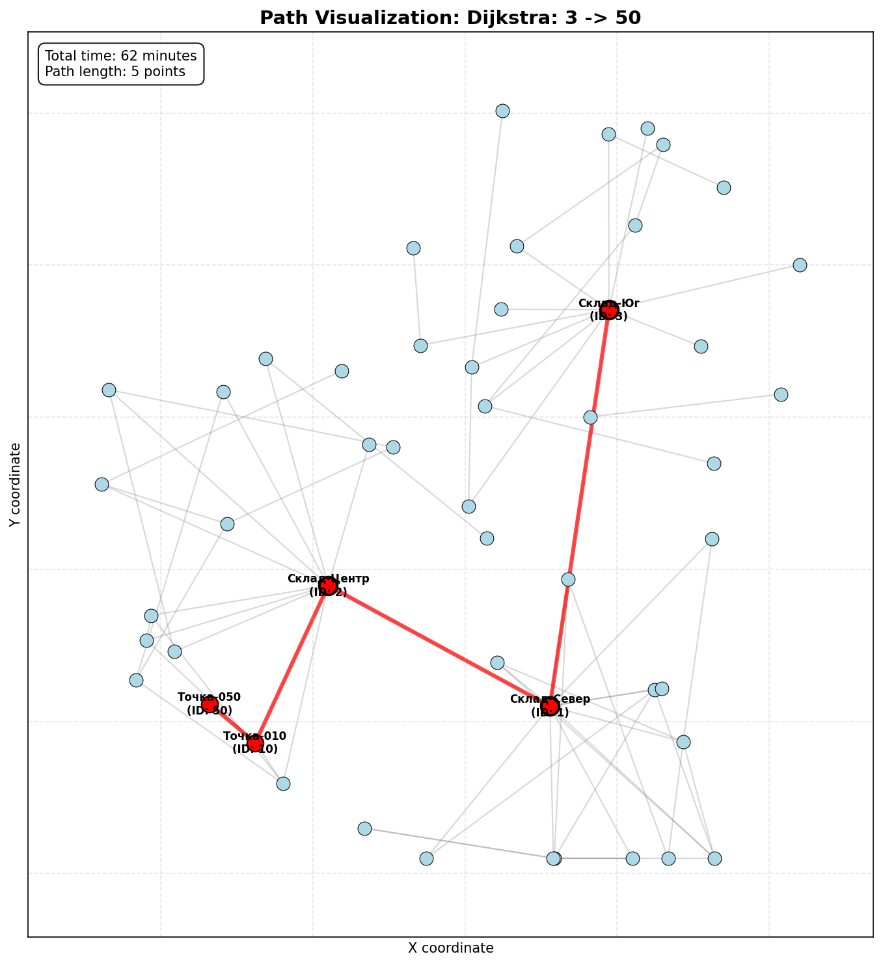 Path Visualization: Dijkstra: 3 -> 50
Total time: 62 minutes
Path length: 5 points
Склад-Юг
(ID: 3)
Склад-Центр
(ID: 2)
Точка-050
(ID: 50)
Склад-Север
(ID: 1)
Точка-010
(ID: 10)
Y coordinate
X coordinate